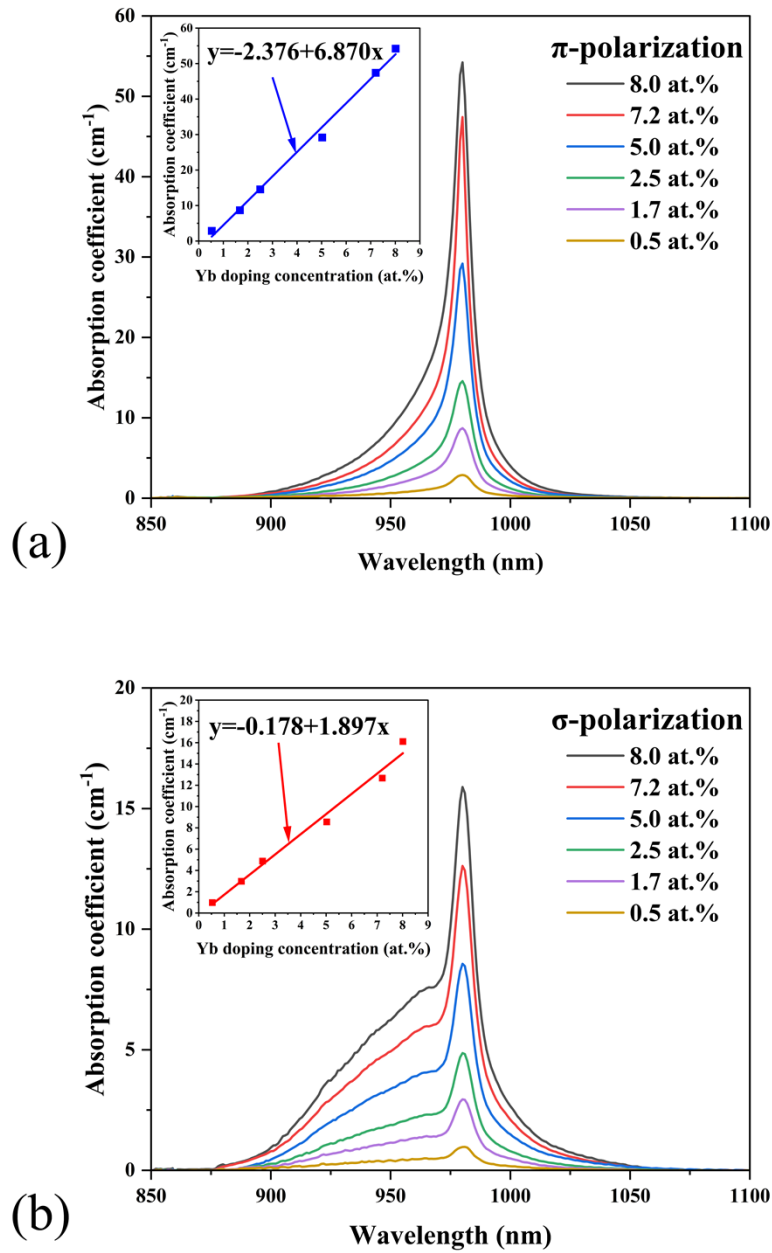 60
50
40
30
20
10
0
850
900
950
1000
1050
1100
Absorption coefficient (cm-1)
Wavelength (nm)
(a)
π-polarization
8.0 at.%
7.2 at.%
5.0 at.%
2.5 at.%
1.7 at.%
0.5 at.%
y=-2.376+6.870x
60
50
40
30
20
10
0
0
1
2
3
4
5
6
7
8
9
Absorption coefficient (cm-1)
Yb doping concentration (at.%)
20
15
10
5
0
850
900
950
1000
1050
1100
Absorption coefficient (cm-1)
Wavelength (nm)
(b)
σ-polarization
8.0 at.%
7.2 at.%
5.0 at.%
2.5 at.%
1.7 at.%
0.5 at.%
y=-0.178+1.897x
20
18
16
14
12
10
8
6
4
2
0
0
1
2
3
4
5
6
7
8
9
Absorption coefficient (cm-1)
Yb doping concentration (at.%)